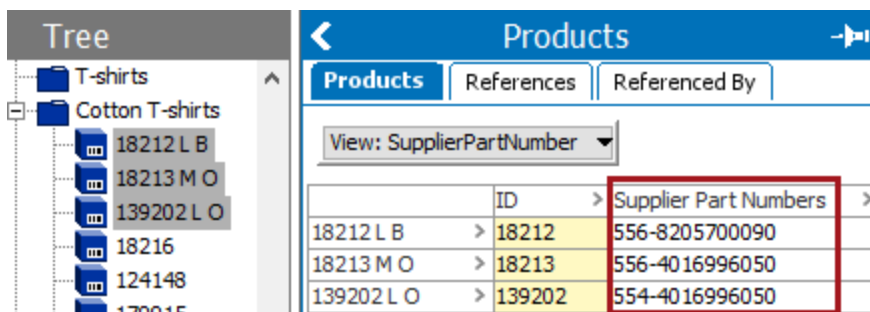 Tree
T-shirts
Cotton T-shirts
18212 L B
18213 M O
139202 L O
18216
124148
Products
Products References Referenced By
View: SupplierPartNumber
ID > Supplier Part Numbers >
18212 L B > 18212 556-8205700090
18213 M O > 18213 556-4016996050
139202 L O > 139202 554-4016996050